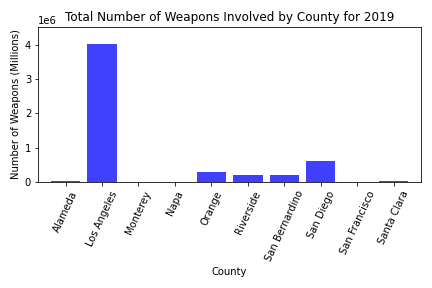 Total Number of Weapons Involved by County for 2019
1e6
Number of Weapons (Millions)
4
3
2
1
0
Alameda
Los Angeles
Monterey
Napa
Orange
Riverside
San Bernardino
San Diego
San Francisco
Santa Clara
County